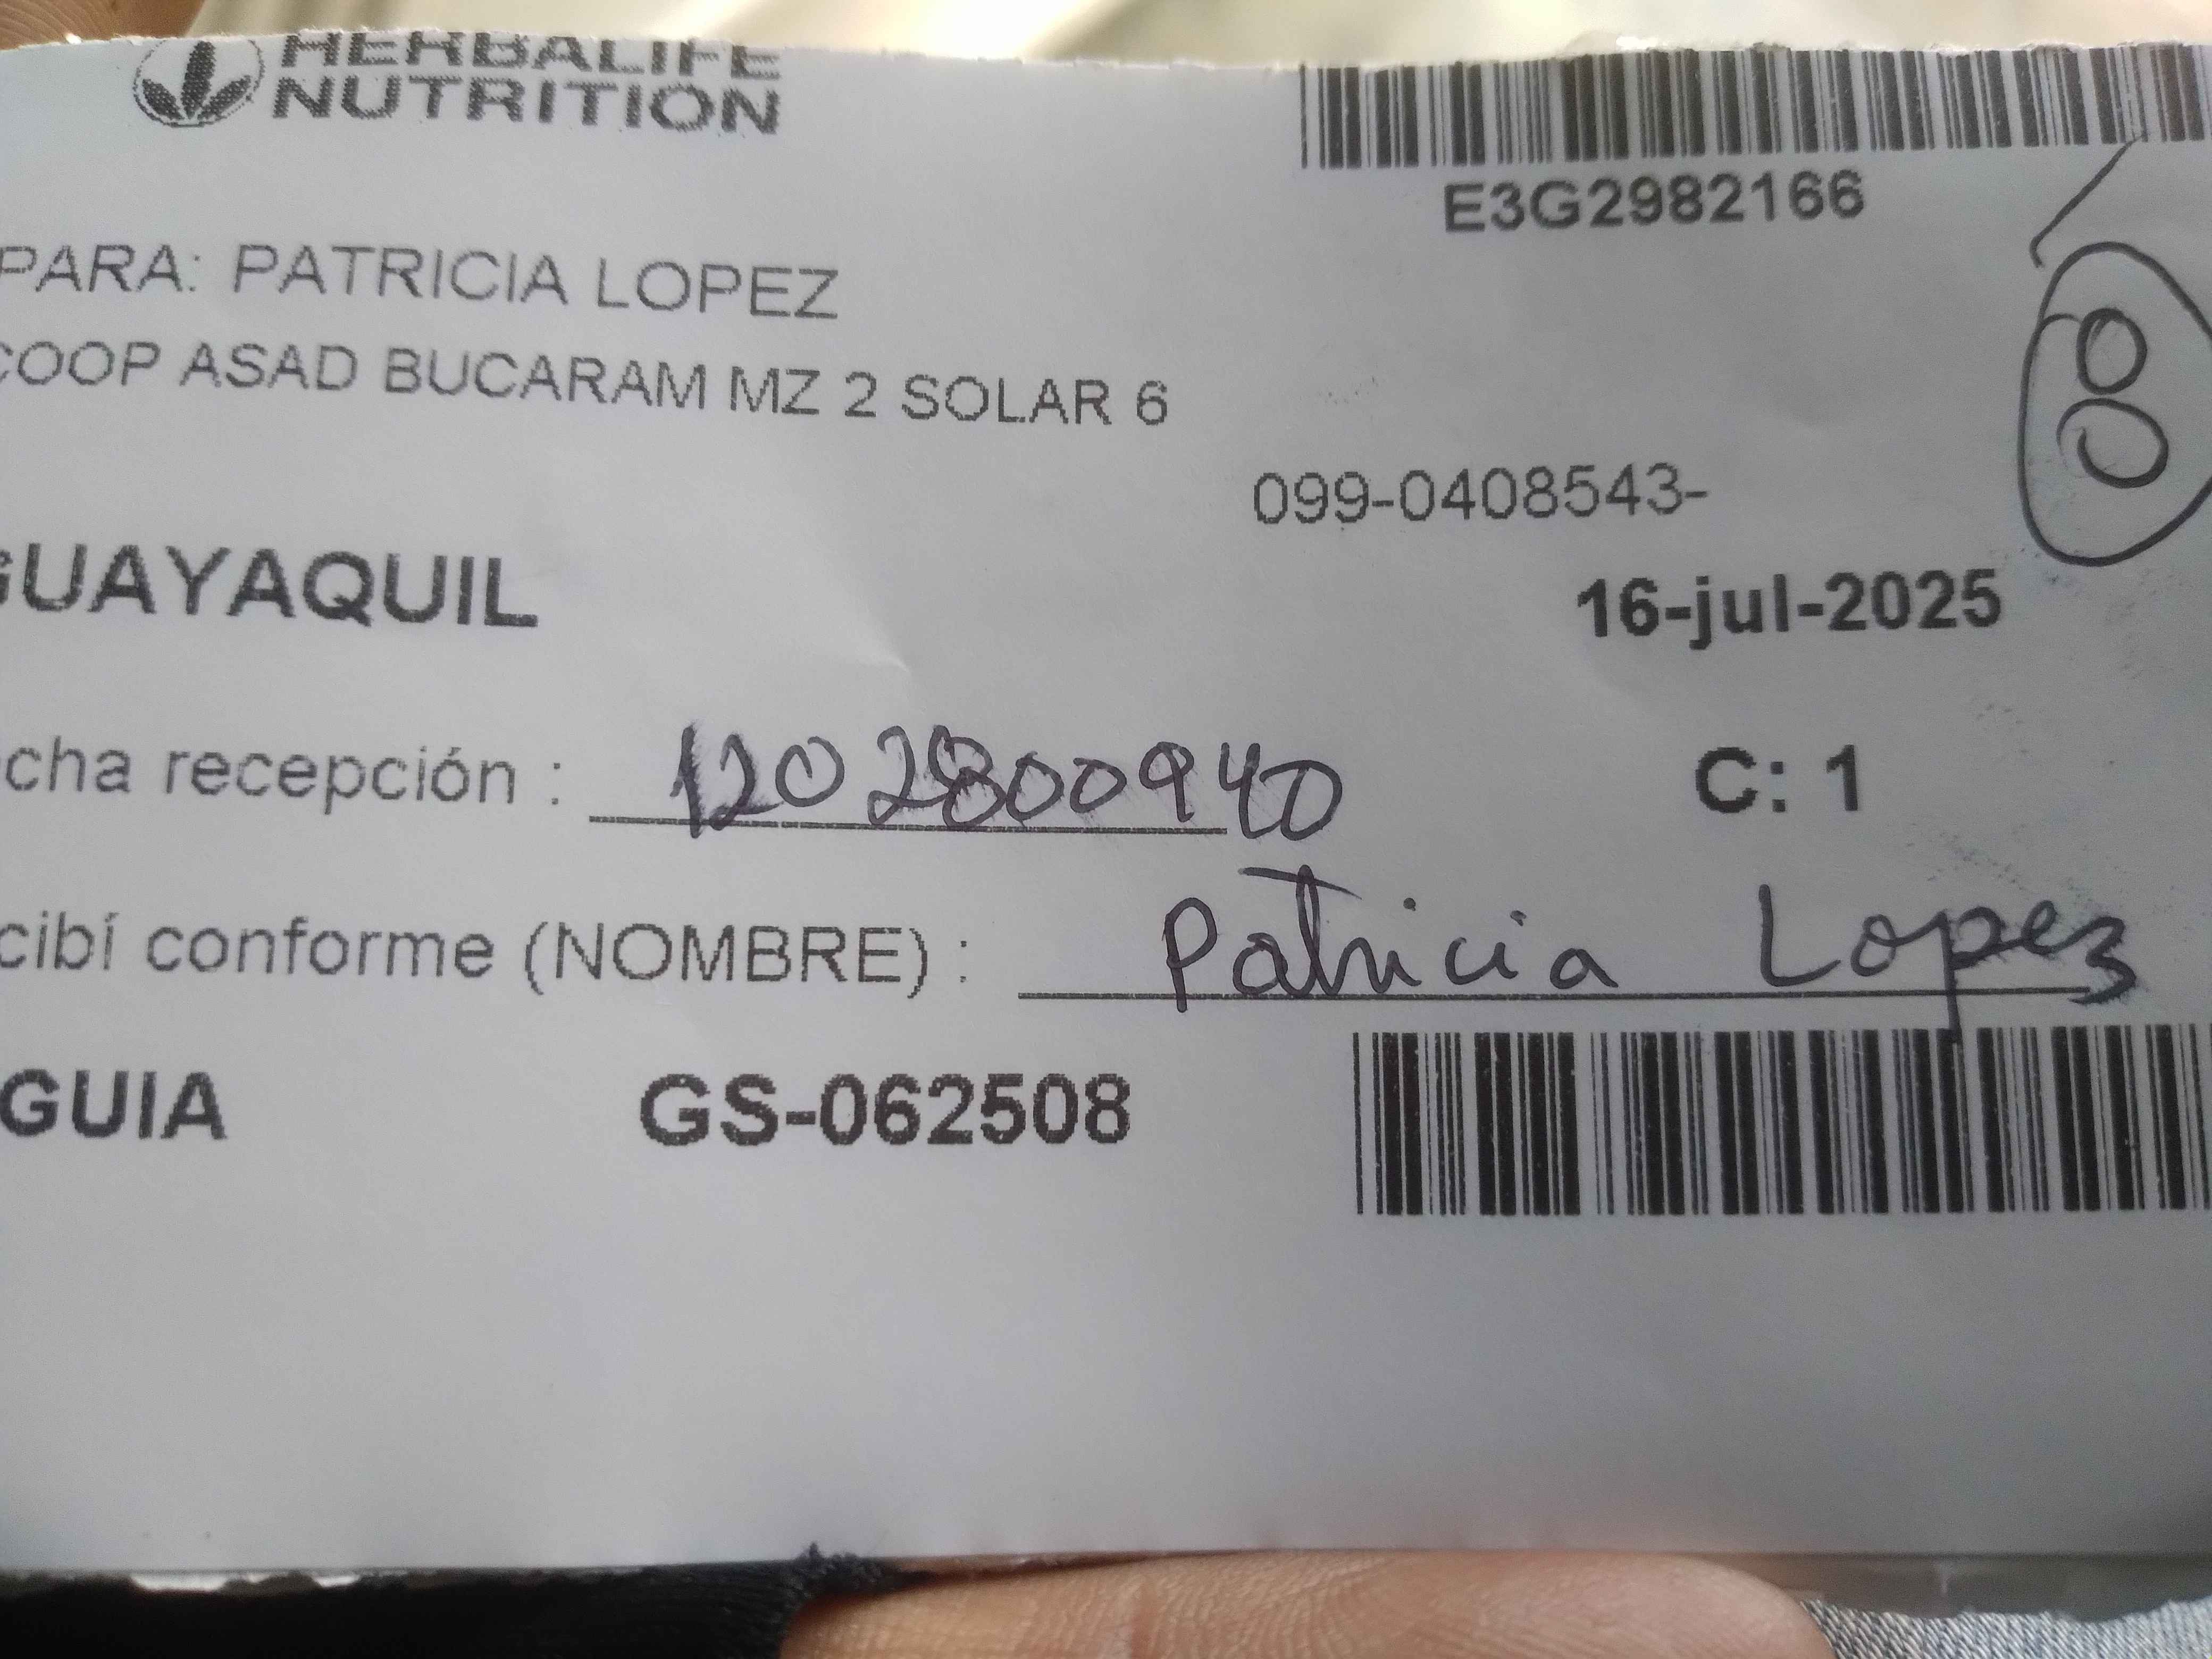 HERBALIFE
NUTRITION
E3G2982166
PARA: PATRICIA LOPEZ
COOP ASAD BUCARAM MZ 2 SOLAR 6
099-0408543-
GUAYAQUIL
16-jul-2025
cha recepción : 1202800940
C: 1
cibí conforme (NOMBRE) : Patricia Lopez
GUIA GS-062508